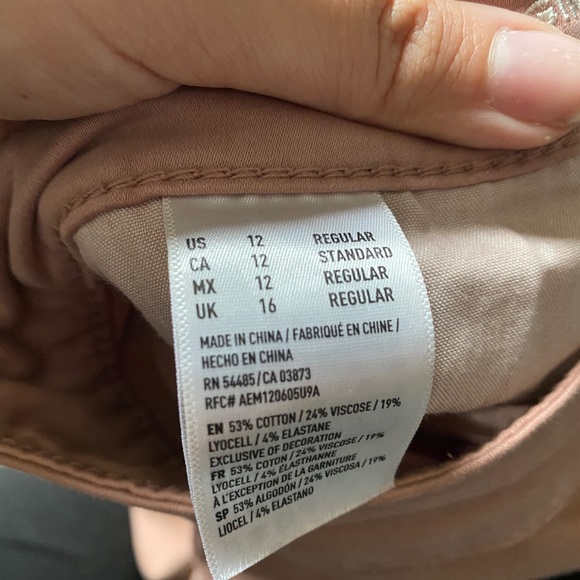 US 12 REGULAR
CA 12 STANDARD
MX 12 REGULAR
UK 16 REGULAR
MADE IN CHINA / FABRIQUÉ EN CHINE /
HECHO EN CHINA
RN 54485/CA 03873
RFC# AEM120605U9A
EN 53% COTTON / 24% VISCOSE / 19%
LYOCELL / 4% ELASTANE
EXCLUSIVE OF DECORATION
FR 53% COTON / 24% VISCOSE / 19%
LYOCELL / 4% ÉLASTHANNE
À L'EXCEPTION DE LA GARNITURE
SP 53% ALGODÓN / 24% VISCOSA / 19%
LIOCEL / 4% ELASTANO